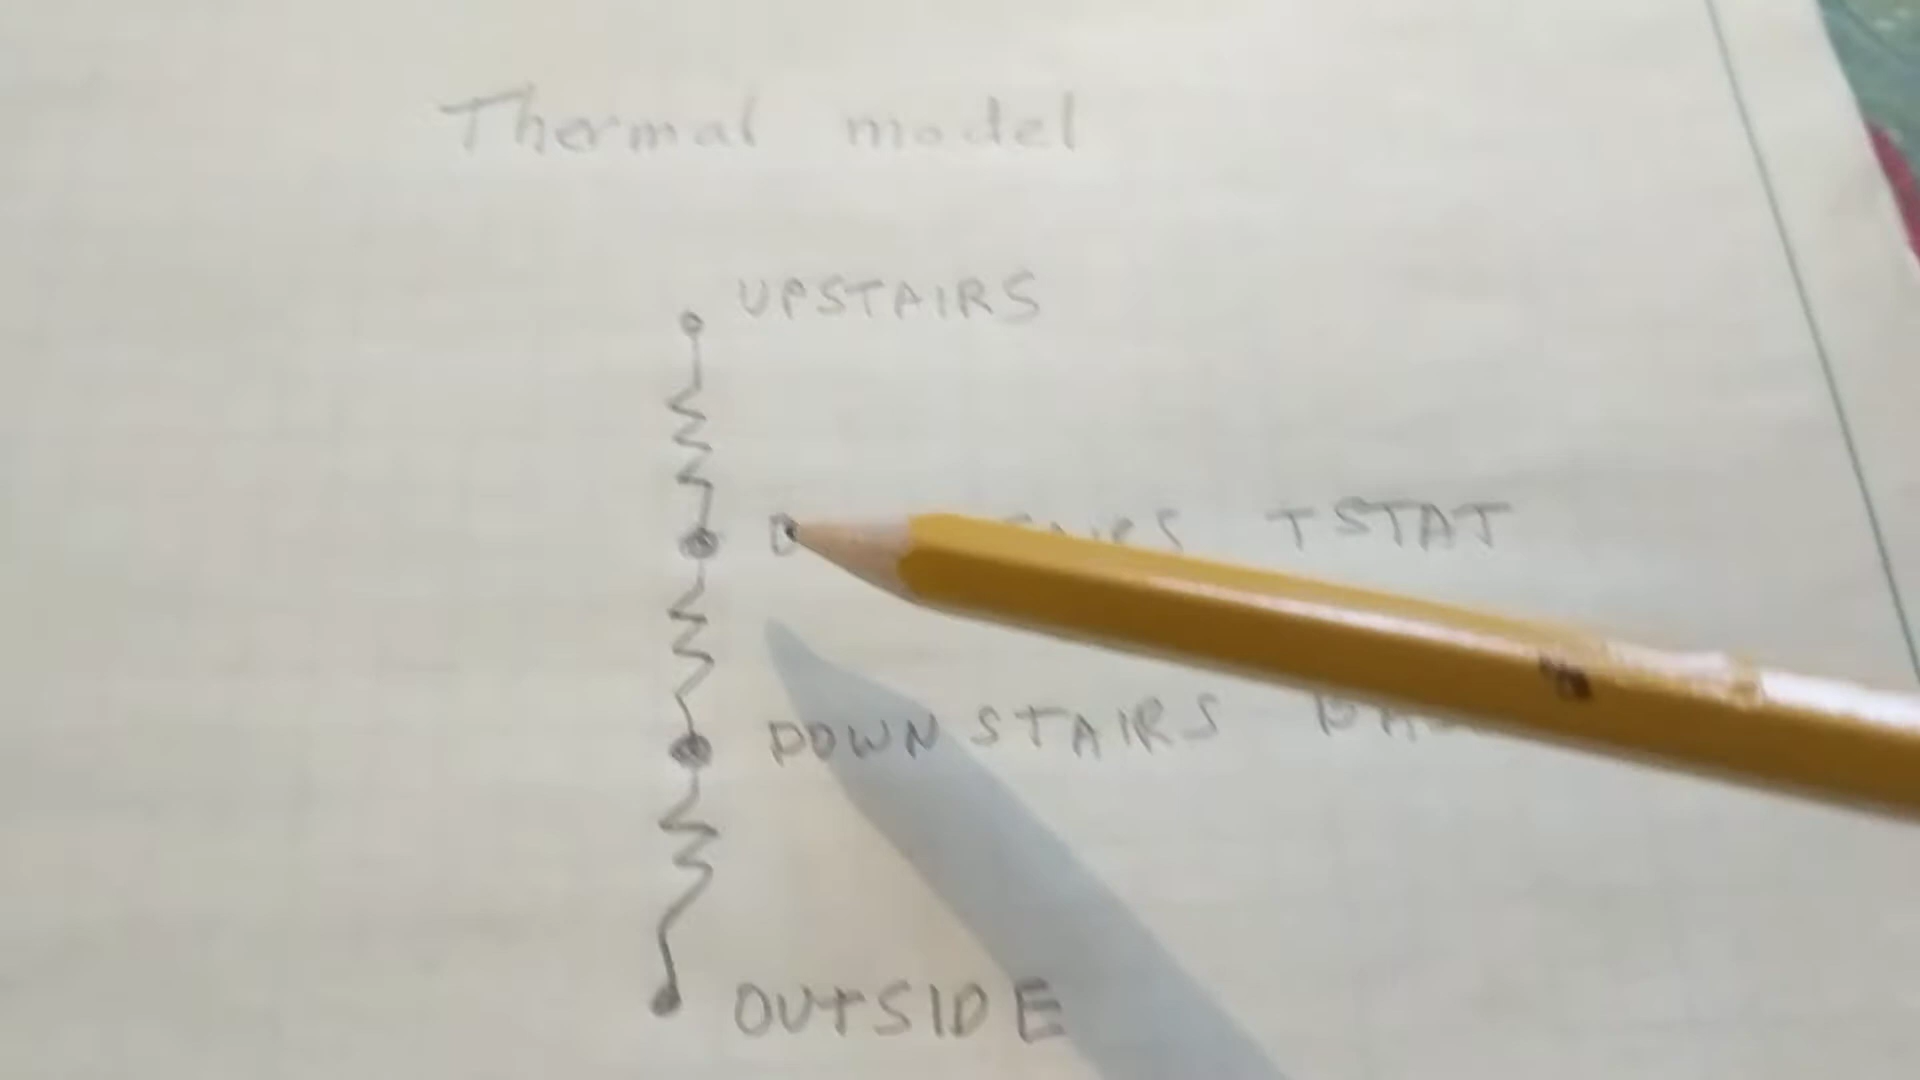 Thermal model
UPSTAIRS
TSTAT
DOWNSTAIRS
OUTSIDE